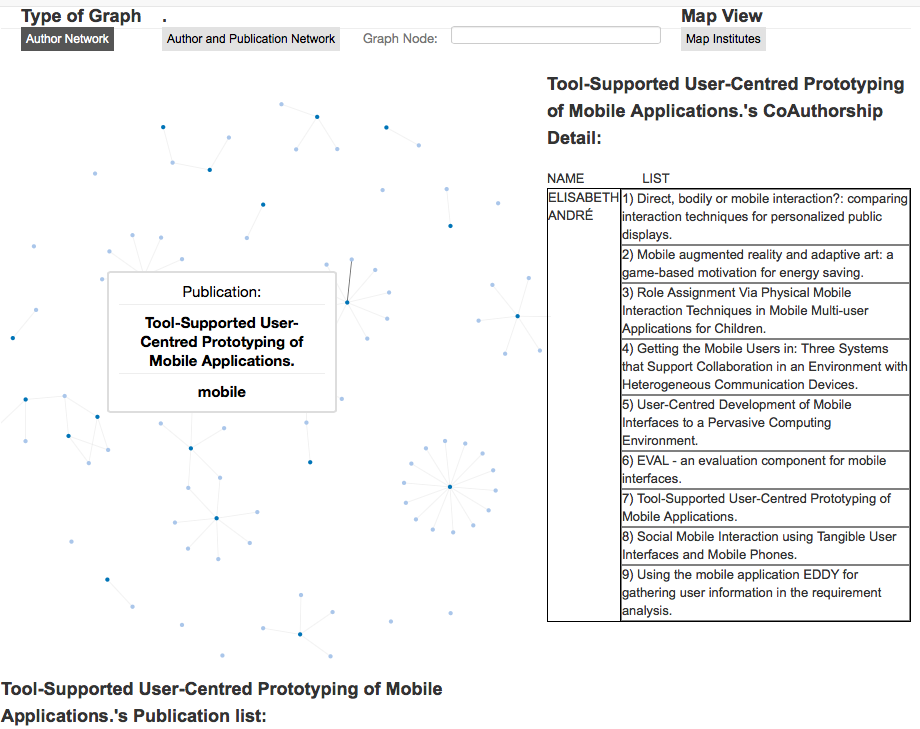 Type of Graph
.
Map View
Author Network
Author and Publication Network
Graph Node:
Map Institutes
Tool-Supported User-Centred Prototyping
of Mobile Applications.'s CoAuthorship
Detail:
NAME
LIST
ELISABETH
ANDRÉ
1) Direct, bodily or mobile interaction?: comparing
interaction techniques for personalized public
displays.
2) Mobile augmented reality and adaptive art: a
game-based motivation for energy saving.
3) Role Assignment Via Physical Mobile
Interaction Techniques in Mobile Multi-user
Applications for Children.
4) Getting the Mobile Users in: Three Systems
that Support Collaboration in an Environment with
Heterogeneous Communication Devices.
5) User-Centred Development of Mobile
Interfaces to a Pervasive Computing
Environment.
6) EVAL - an evaluation component for mobile
interfaces.
7) Tool-Supported User-Centred Prototyping of
Mobile Applications.
8) Social Mobile Interaction using Tangible User
Interfaces and Mobile Phones.
9) Using the mobile application EDDY for
gathering user information in the requirement
analysis.
Publication:
Tool-Supported User-
Centred Prototyping of
Mobile Applications.
mobile
Tool-Supported User-Centred Prototyping of Mobile
Applications.'s Publication list: